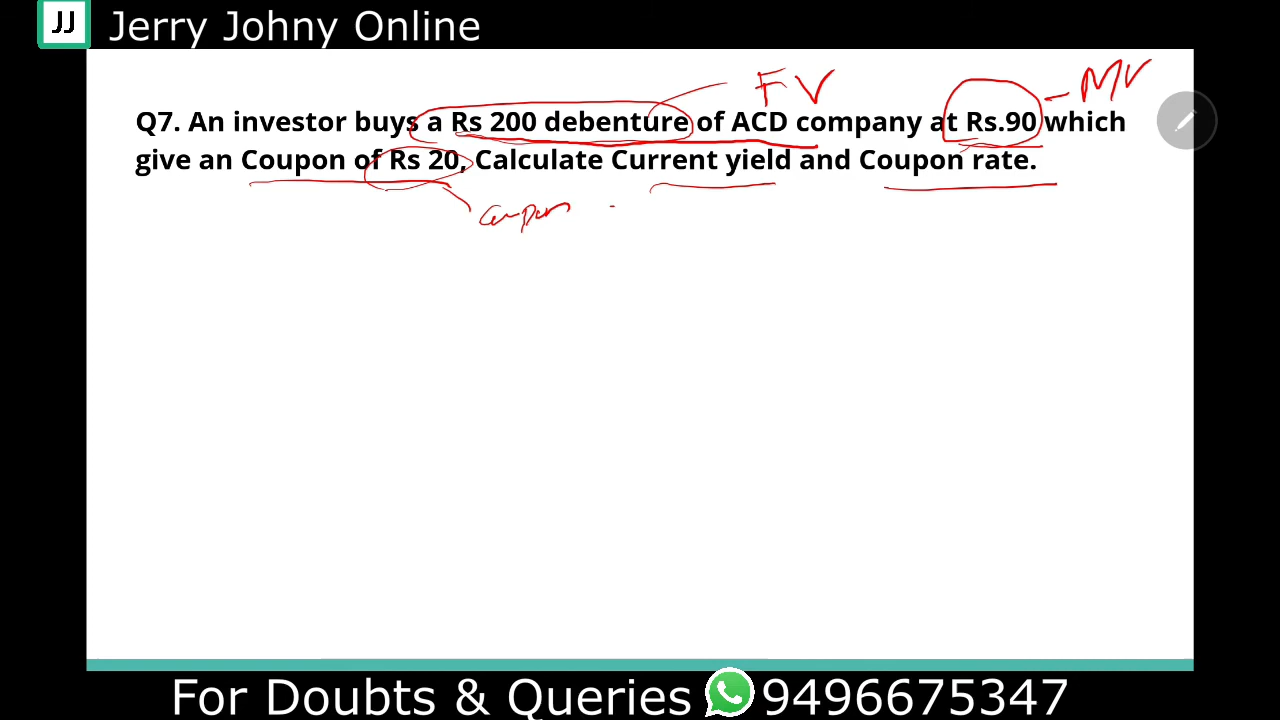 JJ Jerry Johny Online
FV
MV
Q7. An investor buys a Rs 200 debenture of ACD company at Rs.90 which
give an Coupon of Rs 20, Calculate Current yield and Coupon rate.
Coupon
For Doubts & Queries 9496675347